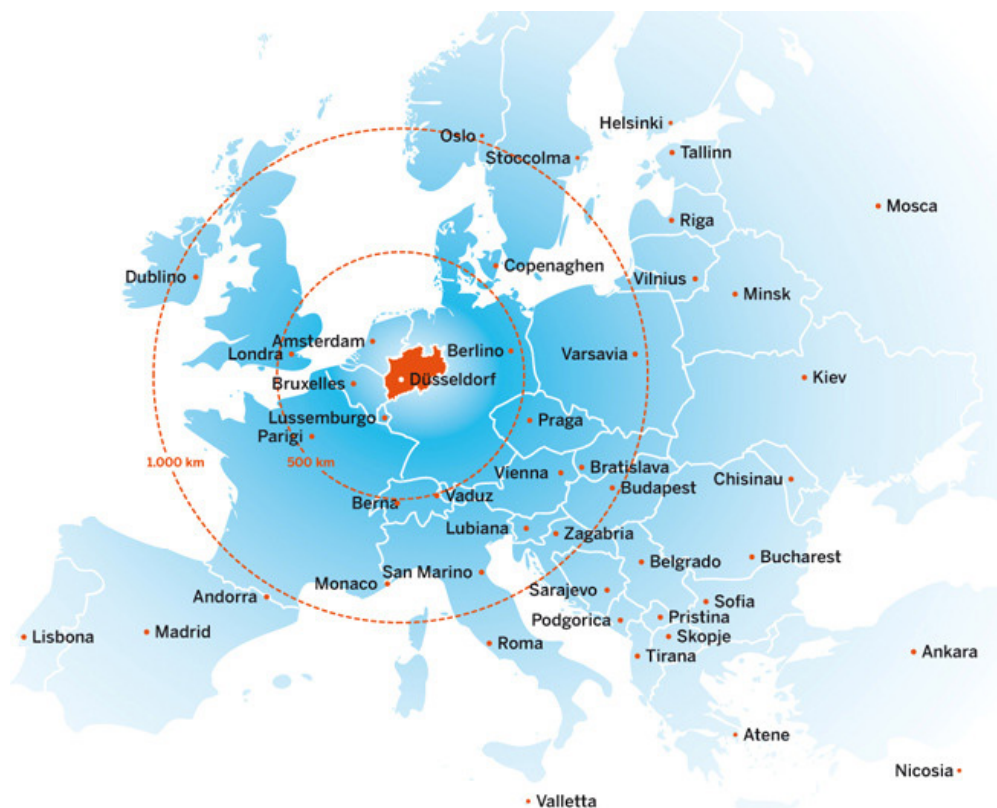 Helsinki
Oslo
Tallinn
Stoccolma
Mosca
Riga
Copenaghen
Dublino
Vilnius
Minsk
Amsterdam
Londra
Berlino
Varsavia
Kiev
Düsseldorf
Bruxelles
Lussemburgo
Praga
Parigi
1.000 km
500 km
Bratislava
Vienna
Chisinau
Budapest
Vaduz
Berna
Lubiana
Zagabria
Bucharest
Belgrado
San Marino
Monaco
Sarajevo
Andorra
Sofia
Pristina
Podgorica
Madrid
Lisbona
Skopje
Roma
Tirana
Ankara
Atene
Nicosia
Valletta